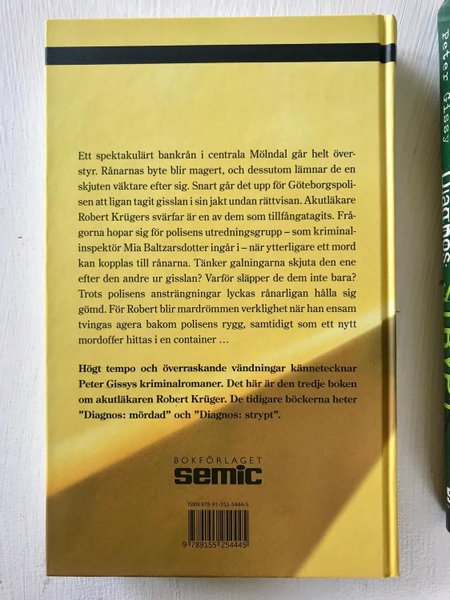 Ett spektakulärt bankrån i centrala Mölndal går helt över-
styr. Rånarnas byte blir magert, och dessutom lämnar de en
skjuten väktare efter sig. Snart går det upp för Göteborgspoli-
sen att ligan tagit gisslan i sin jakt undan rättvisan. Akutläkare
Robert Krügers svärfar är en av dem som tillfångatagits. Frå-
gorna hopar sig för polisens utredningsgrupp – som kriminal-
inspektör Mia Baltzarsdotter ingår i – när ytterligare ett mord
kan kopplas till rånarna. Tänker galningarna skjuta den ene
efter den andre ur gisslan? Varför släpper de dem inte bara?
Trots polisens ansträngningar lyckas rånarligan hålla sig
gömd. För Robert blir mardrömmen verklighet när han ensam
tvingas agera bakom polisens rygg, samtidigt som ett nytt
mordoffer hittas i en container …
Högt tempo och överraskande vändningar kännetecknar
Peter Gissys kriminalromaner. Det här är den tredje boken
om akutläkaren Robert Krüger. De tidigare böckerna heter
”Diagnos: mördad” och ”Diagnos: strypt”.
BOKFÖRLAGET
semic
ISBN 978-91-552-5444-5
9 789155 254445
Peter Gissy